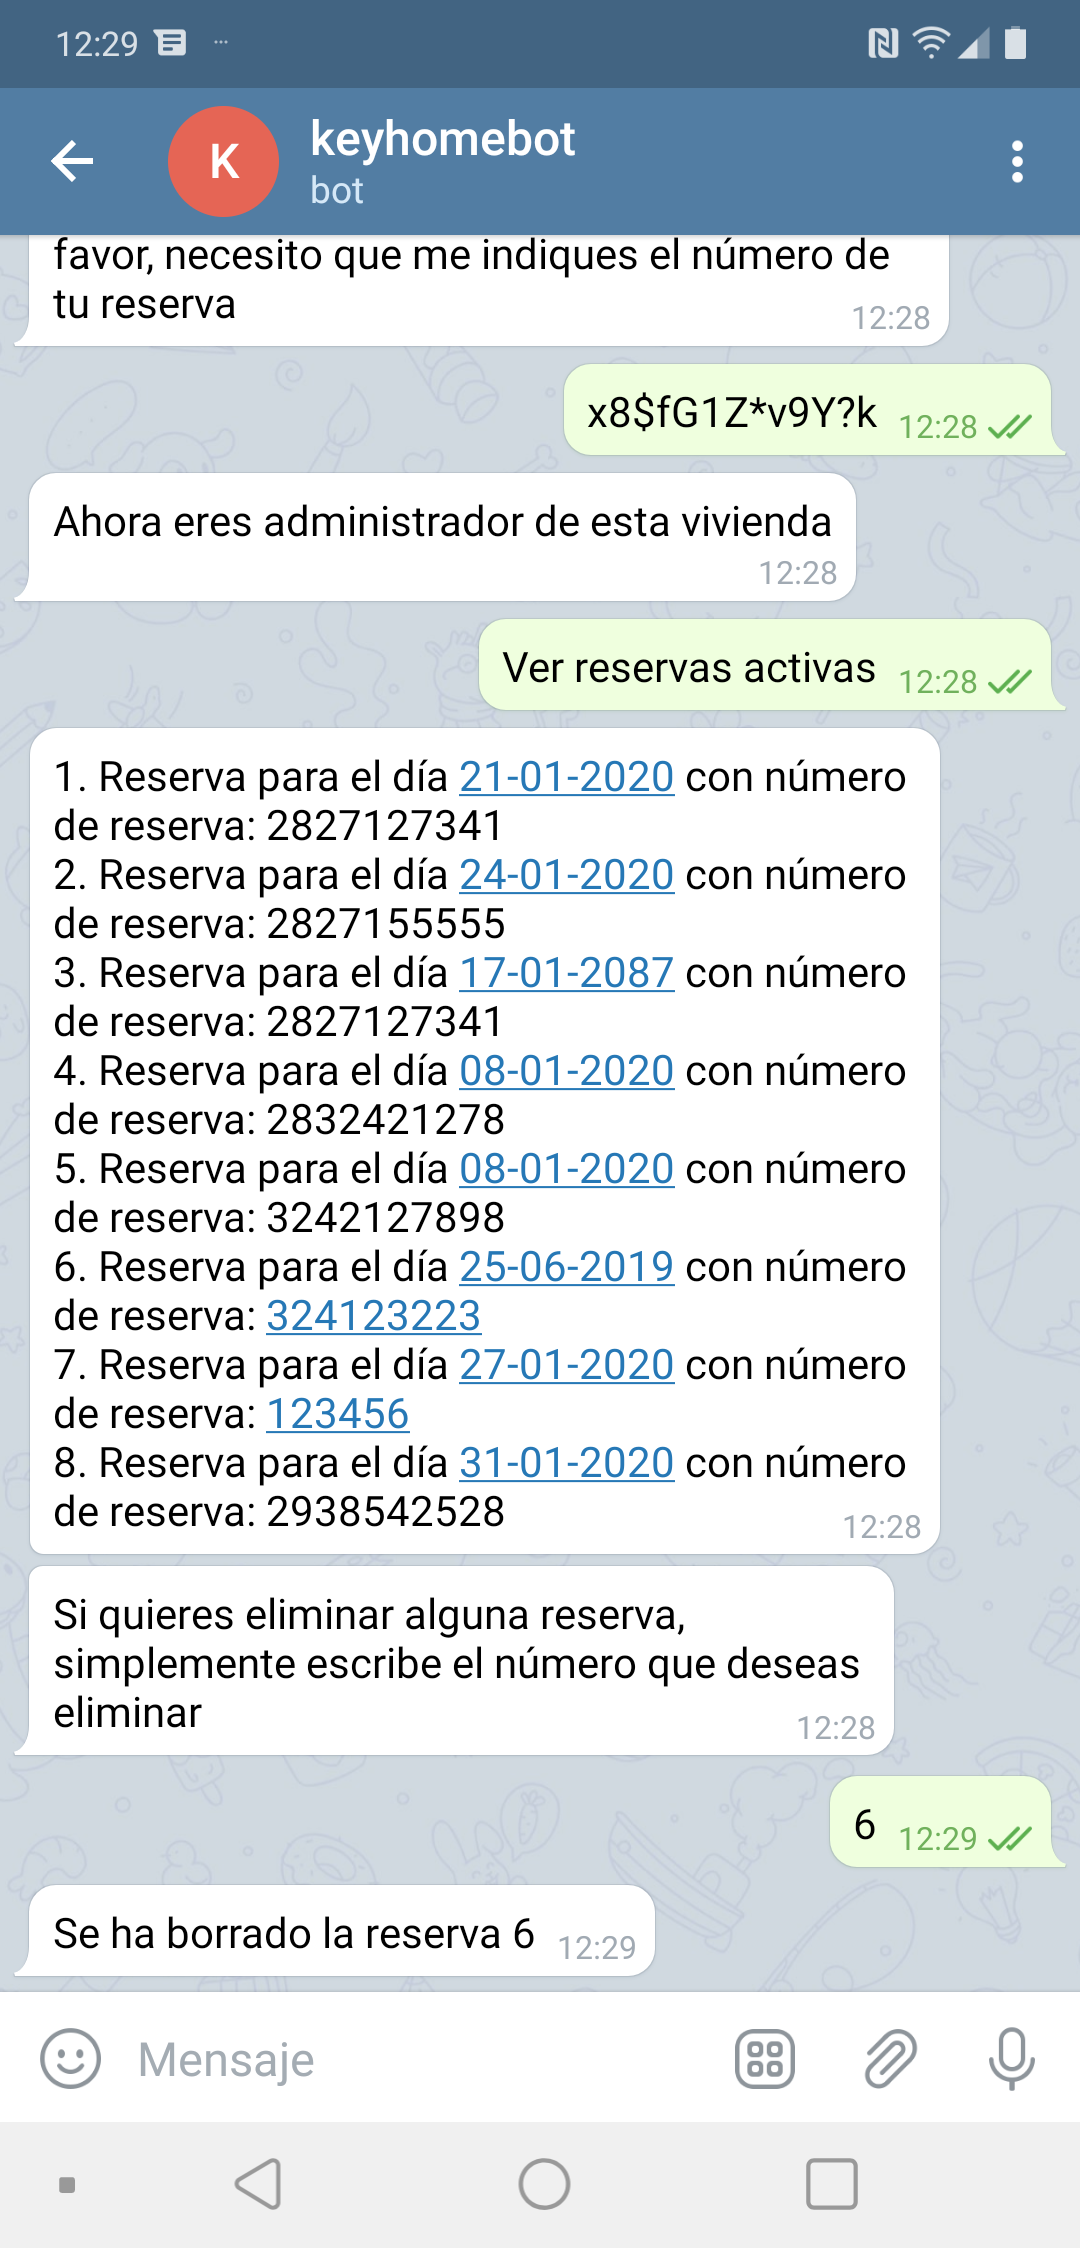 12:29
keyhomebot
K
bot
favor, necesito que me indiques el número de
tu reserva
12:28
x8$fG1Z*v9Y?k 12:28
Ahora eres administrador de esta vivienda
12:28
Ver reservas activas 12:28
1. Reserva para el día 21-01-2020 con número
de reserva: 2827127341
2. Reserva para el día 24-01-2020 con número
de reserva: 2827155555
3. Reserva para el día 17-01-2087 con número
de reserva: 2827127341
4. Reserva para el día 08-01-2020 con número
de reserva: 2832421278
5. Reserva para el día 08-01-2020 con número
de reserva: 3242127898
6. Reserva para el día 25-06-2019 con número
de reserva: 324123223
7. Reserva para el día 27-01-2020 con número
de reserva: 123456
8. Reserva para el día 31-01-2020 con número
de reserva: 2938542528
12:28
Si quieres eliminar alguna reserva,
simplemente escribe el número que deseas
eliminar
12:28
6 12:29
Se ha borrado la reserva 6 12:29
Mensaje